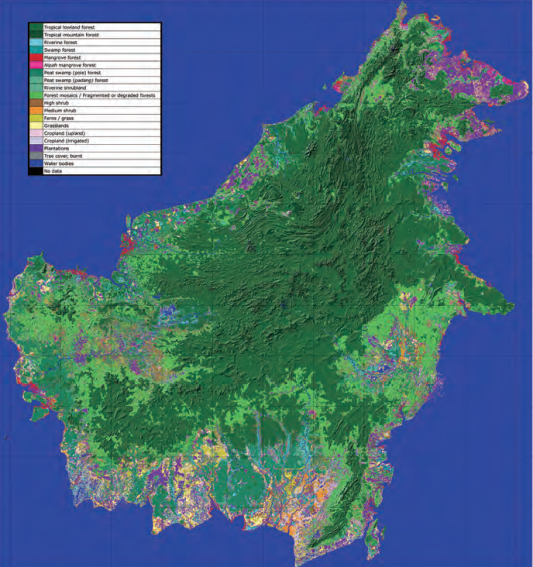 Tropical lowland forest
Tropical mountain forest
Riverine forest
Swamp forest
Mangrove forest
Nipah mangrove forest
Peat swamp (pole) forest
Peat swamp (padang) forest
Riverine shrubland
Forest mosaics / Fragmented or degraded forests
High shrub
Medium shrub
Ferns / grass
Grasslands
Cropland (upland)
Cropland (irrigated)
Plantations
Tree cover, burnt
Water bodies
No data